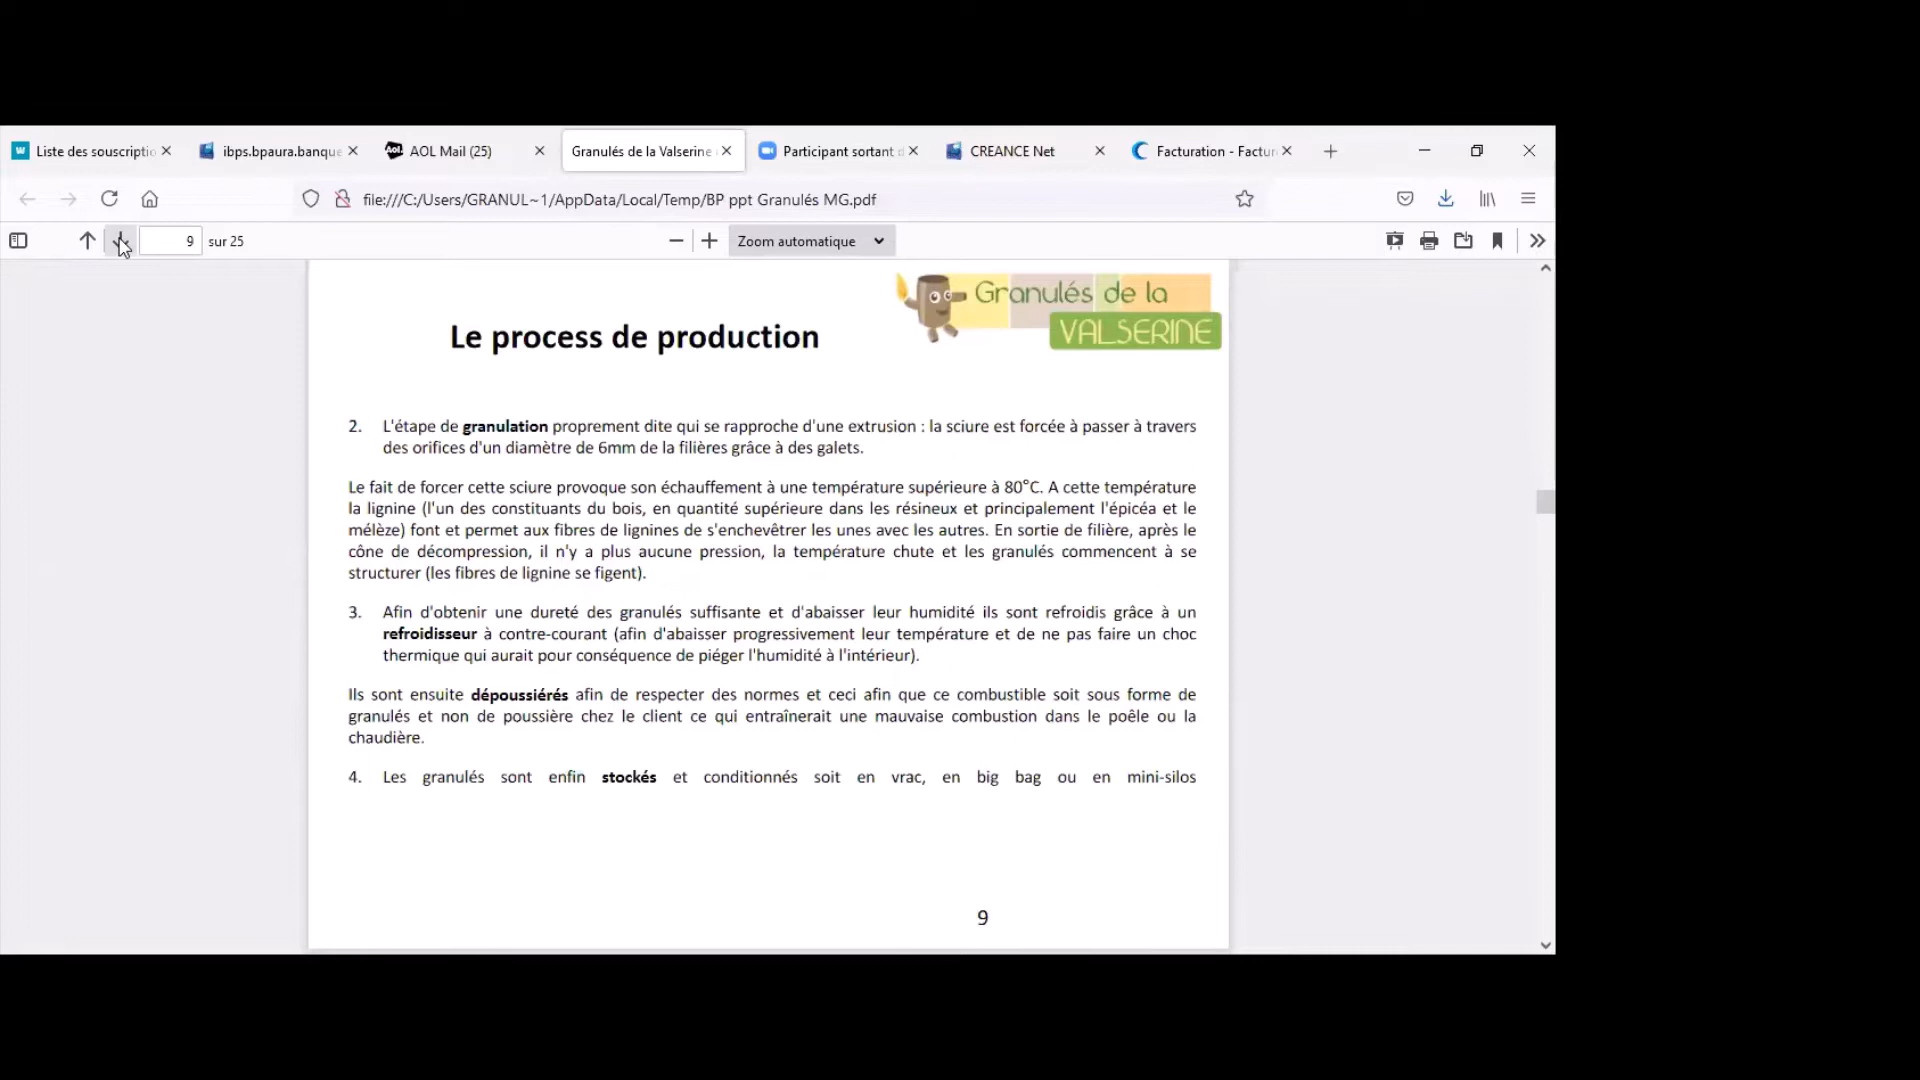 Liste des souscriptio
ibps.bpaura.banque
AOL Mail (25)
Granulés de la Valserine
Participant sortant d
CREANCE Net
Facturation - Factur
file:///C:/Users/GRANUL~1/AppData/Local/Temp/BP ppt Granulés MG.pdf
9 sur 25
Zoom automatique
Granulés de la
VALSERINE
Le process de production
2. L'étape de granulation proprement dite qui se rapproche d'une extrusion : la sciure est forcée à passer à travers
des orifices d'un diamètre de 6mm de la filières grâce à des galets.
Le fait de forcer cette sciure provoque son échauffement à une température supérieure à 80°C. A cette température
la lignine (l'un des constituants du bois, en quantité supérieure dans les résineux et principalement l'épicéa et le
mélèze) font et permet aux fibres de lignines de s'enchevêtrer les unes avec les autres. En sortie de filière, après le
cône de décompression, il n'y a plus aucune pression, la température chute et les granulés commencent à se
structurer (les fibres de lignine se figent).
3. Afin d'obtenir une dureté des granulés suffisante et d'abaisser leur humidité ils sont refroidis grâce à un
refroidisseur à contre-courant (afin d'abaisser progressivement leur température et de ne pas faire un choc
thermique qui aurait pour conséquence de piéger l'humidité à l'intérieur).
Ils sont ensuite dépoussiérés afin de respecter des normes et ceci afin que ce combustible soit sous forme de
granulés et non de poussière chez le client ce qui entraînerait une mauvaise combustion dans le poêle ou la
chaudière.
4. Les granulés sont enfin stockés et conditionnés soit en vrac, en big bag ou en mini-silos
9